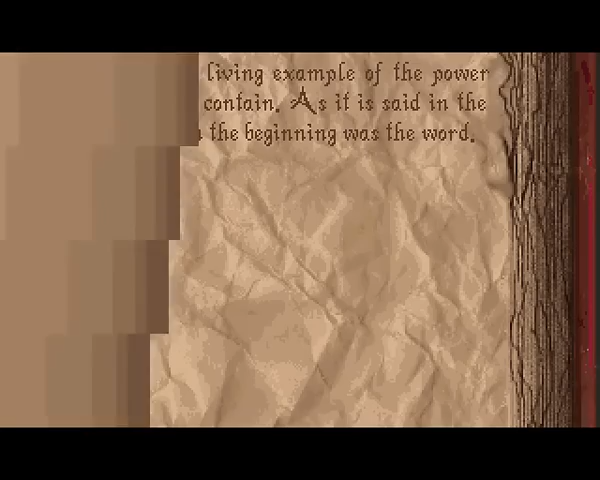 living example of the power
contain. As it is said in the
the beginning was the word.